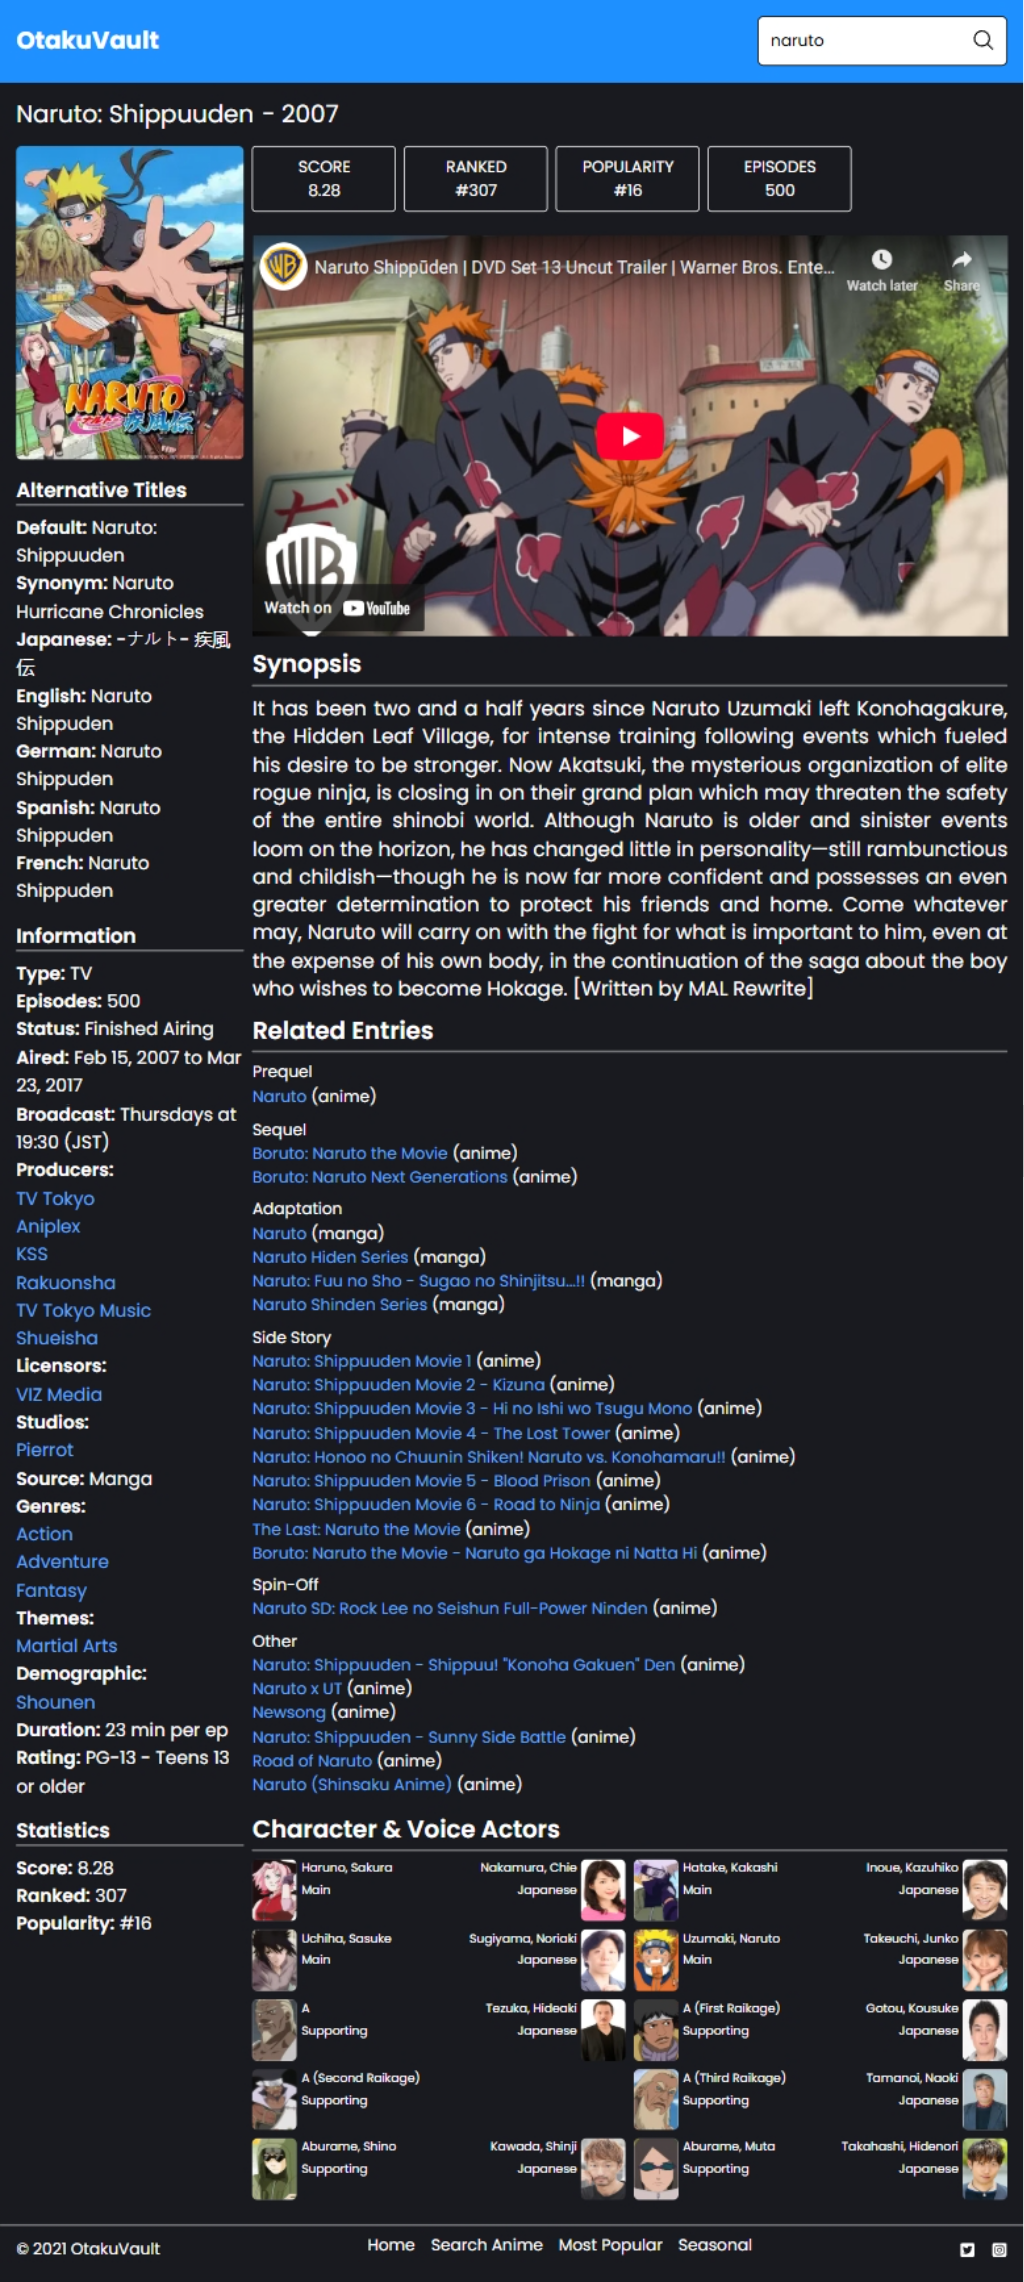 OtakuVault
naruto
Naruto: Shippuuden - 2007
NARUTO
ナルト 疾風伝
SCORE
8.28
RANKED
#307
POPULARITY
#16
EPISODES
500
Naruto Shippūden | DVD Set 13 Uncut Trailer | Warner Bros. Ente...
Watch later
Share
Watch on YouTube
Alternative Titles
Default: Naruto:
Shippuuden
Synonym: Naruto
Hurricane Chronicles
Japanese: -ナルト- 疾風
伝
English: Naruto
Shippuden
German: Naruto
Shippuden
Spanish: Naruto
Shippuden
French: Naruto
Shippuden
Information
Type: TV
Episodes: 500
Status: Finished Airing
Aired: Feb 15, 2007 to Mar
23, 2017
Broadcast: Thursdays at
19:30 (JST)
Producers:
TV Tokyo
Aniplex
KSS
Rakuonsha
TV Tokyo Music
Shueisha
Licensors:
VIZ Media
Studios:
Pierrot
Source: Manga
Genres:
Action
Adventure
Fantasy
Themes:
Martial Arts
Demographic:
Shounen
Duration: 23 min per ep
Rating: PG-13 - Teens 13
or older
Statistics
Score: 8.28
Ranked: 307
Popularity: #16
Synopsis
It has been two and a half years since Naruto Uzumaki left Konohagakure,
the Hidden Leaf Village, for intense training following events which fueled
his desire to be stronger. Now Akatsuki, the mysterious organization of elite
rogue ninja, is closing in on their grand plan which may threaten the safety
of the entire shinobi world. Although Naruto is older and sinister events
loom on the horizon, he has changed little in personality—still rambunctious
and childish—though he is now far more confident and possesses an even
greater determination to protect his friends and home. Come whatever
may, Naruto will carry on with the fight for what is important to him, even at
the expense of his own body, in the continuation of the saga about the boy
who wishes to become Hokage. [Written by MAL Rewrite]
Related Entries
Prequel
Naruto (anime)
Sequel
Boruto: Naruto the Movie (anime)
Boruto: Naruto Next Generations (anime)
Adaptation
Naruto (manga)
Naruto Hiden Series (manga)
Naruto: Fuu no Sho - Sugao no Shinjitsu...!! (manga)
Naruto Shinden Series (manga)
Side Story
Naruto: Shippuuden Movie 1 (anime)
Naruto: Shippuuden Movie 2 - Kizuna (anime)
Naruto: Shippuuden Movie 3 - Hi no Ishi wo Tsugu Mono (anime)
Naruto: Shippuuden Movie 4 - The Lost Tower (anime)
Naruto: Honoo no Chuunin Shiken! Naruto vs. Konohamaru!! (anime)
Naruto: Shippuuden Movie 5 - Blood Prison (anime)
Naruto: Shippuuden Movie 6 - Road to Ninja (anime)
The Last: Naruto the Movie (anime)
Boruto: Naruto the Movie - Naruto ga Hokage ni Natta Hi (anime)
Spin-Off
Naruto SD: Rock Lee no Seishun Full-Power Ninden (anime)
Other
Naruto: Shippuuden - Shippuu! "Konoha Gakuen" Den (anime)
Naruto x UT (anime)
Newsong (anime)
Naruto: Shippuuden - Sunny Side Battle (anime)
Road of Naruto (anime)
Naruto (Shinsaku Anime) (anime)
Character & Voice Actors
Haruno, Sakura Nakamura, Chie Hatake, Kakashi Inoue, Kazuhiko
Main Japanese Main Japanese
Uchiha, Sasuke Sugiyama, Noriaki Uzumaki, Naruto Takeuchi, Junko
Main Japanese Main Japanese
A Tezuka, Hideaki A (First Raikage) Gotou, Kousuke
Supporting Japanese Supporting Japanese
A (Second Raikage) A (Third Raikage) Tamanoi, Naoki
Supporting Supporting Japanese
Aburame, Shino Kawada, Shinji Aburame, Muta Takahashi, Hidenori
Supporting Japanese Supporting Japanese
© 2021 OtakuVault
Home Search Anime Most Popular Seasonal